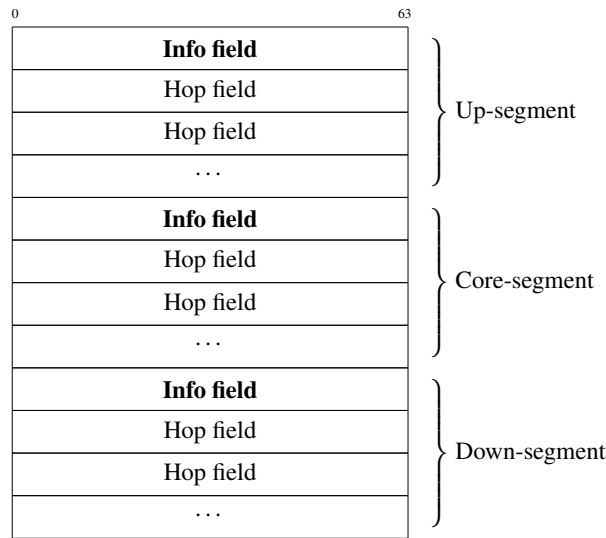 0 63
Info field
Hop field
Hop field
...
Up-segment
Info field
Hop field
Hop field
...
Core-segment
Info field
Hop field
Hop field
...
Down-segment